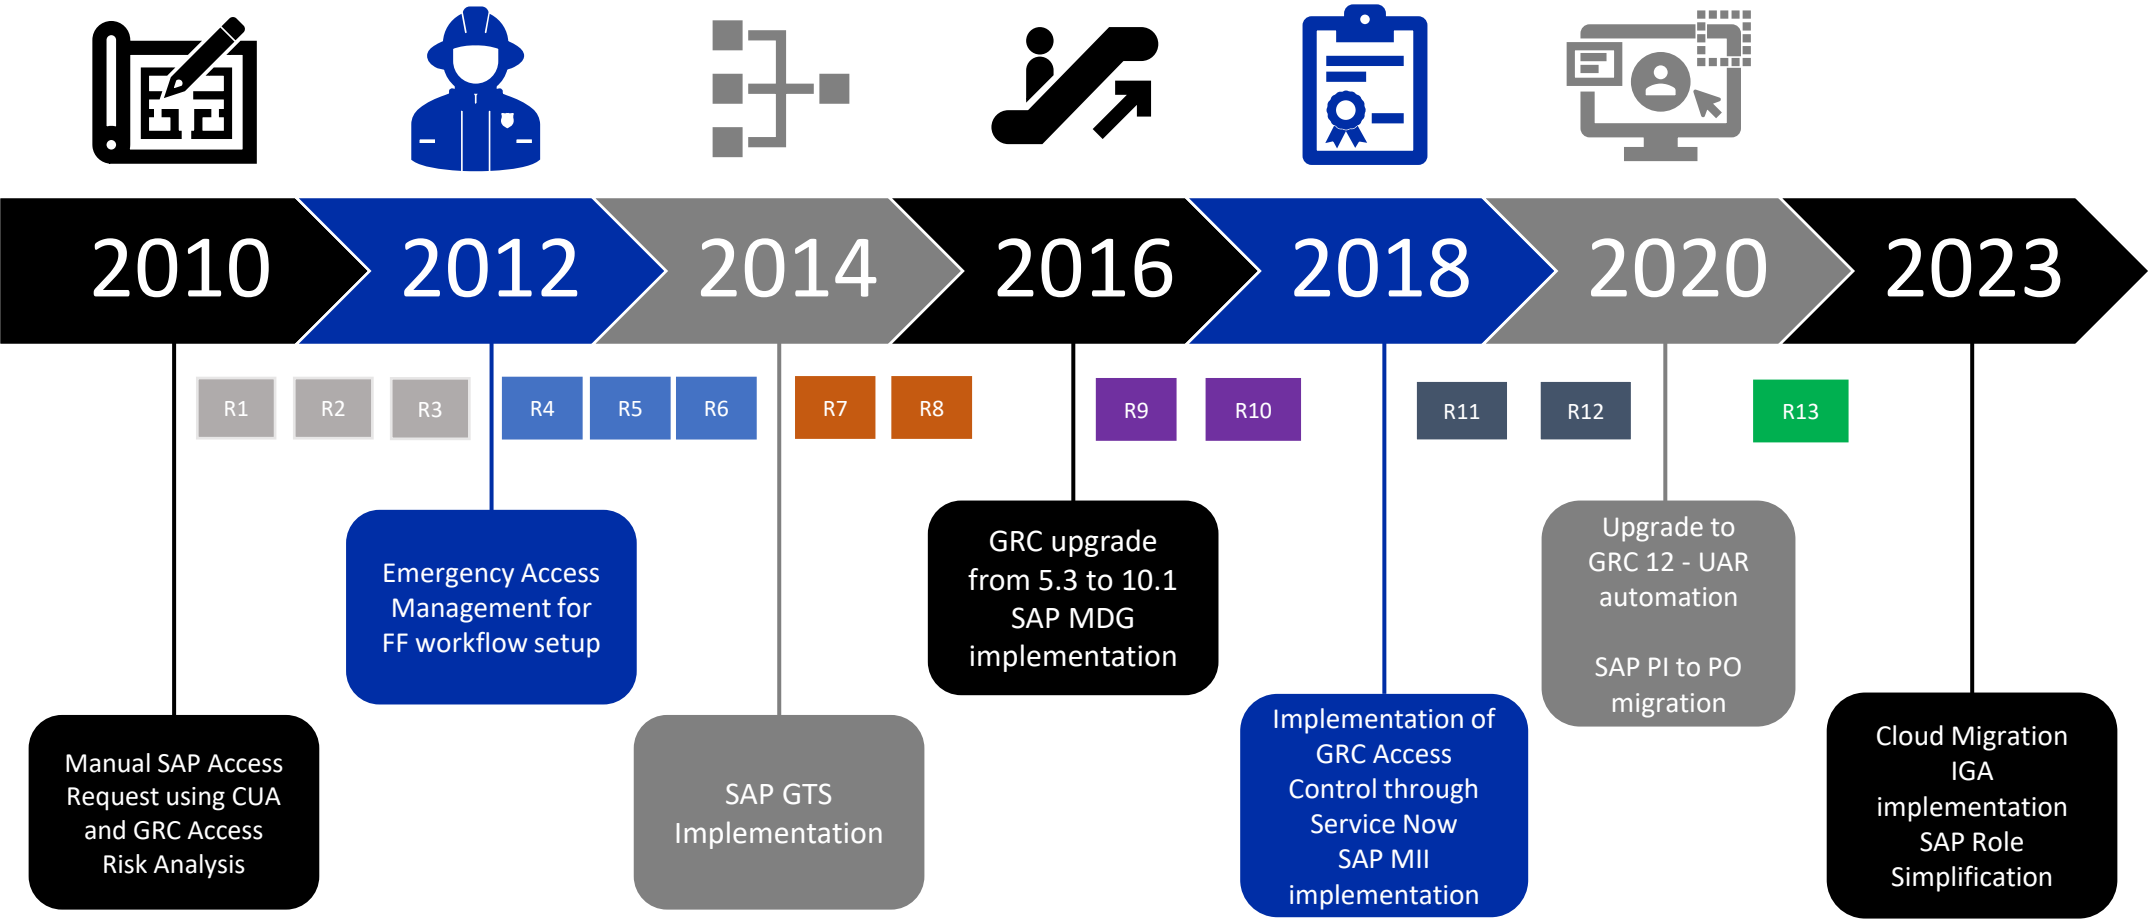 2010
2012
2014
2016
2018
2020
2023
R1
R2
R3
R4
R5
R6
R7
R8
R9
R10
R11
R12
R13
Manual SAP Access
Request using CUA
and GRC Access
Risk Analysis
Emergency Access
Management for
FF workflow setup
SAP GTS
Implementation
GRC upgrade
from 5.3 to 10.1
SAP MDG
implementation
Implementation of
GRC Access
Control through
Service Now
SAP MII
implementation
Upgrade to
GRC 12 - UAR
automation
SAP PI to PO
migration
Cloud Migration
IGA
implementation
SAP Role
Simplification